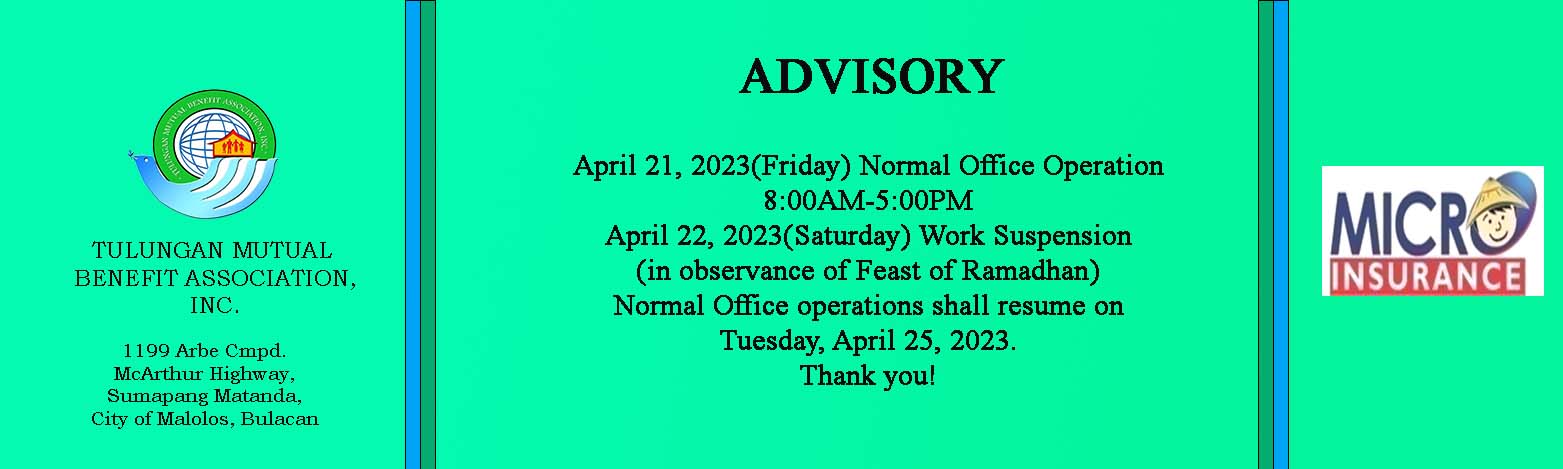 TULUNGAN MUTUAL BENEFIT ASSOCIATION, INC.
TULUNGAN MUTUAL
BENEFIT ASSOCIATION,
INC.
1199 Arbe Cmpd.
McArthur Highway,
Sumapang Matanda,
City of Malolos, Bulacan
ADVISORY
April 21, 2023(Friday) Normal Office Operation
8:00AM-5:00PM
April 22, 2023(Saturday) Work Suspension
(in observance of Feast of Ramadhan)
Normal Office operations shall resume on
Tuesday, April 25, 2023.
Thank you!
MICRO
INSURANCE